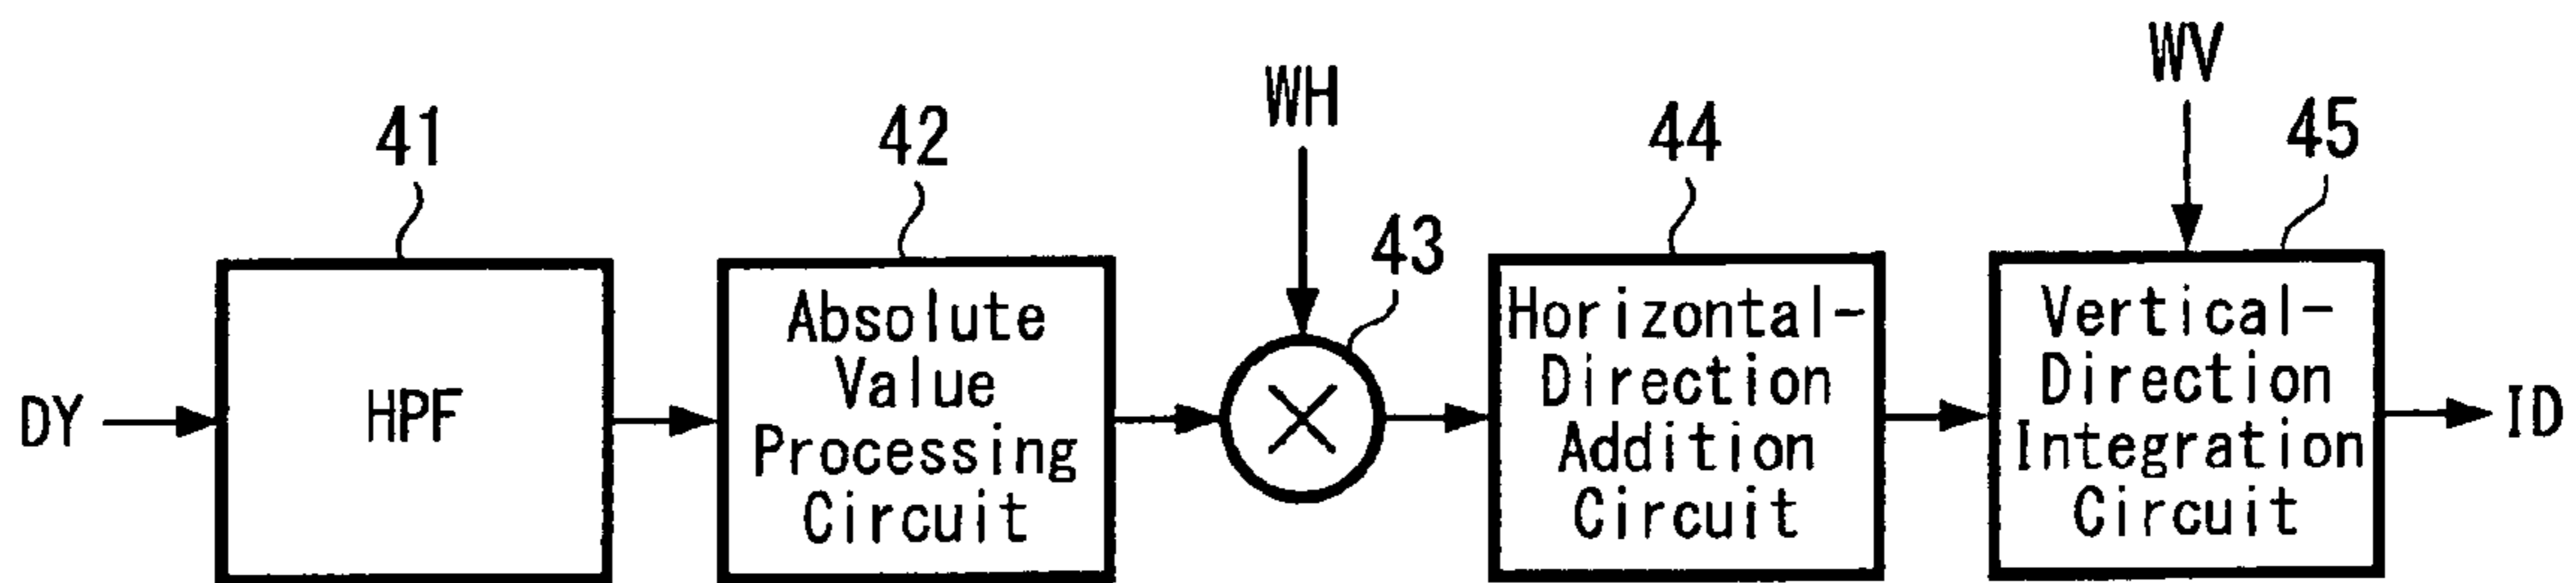 WV
WH
41
42
43
44
45
DY
HPF
Absolute
Value
Processing
Circuit
Horizontal-
Direction
Addition
Circuit
Vertical-
Direction
Integration
Circuit
ID